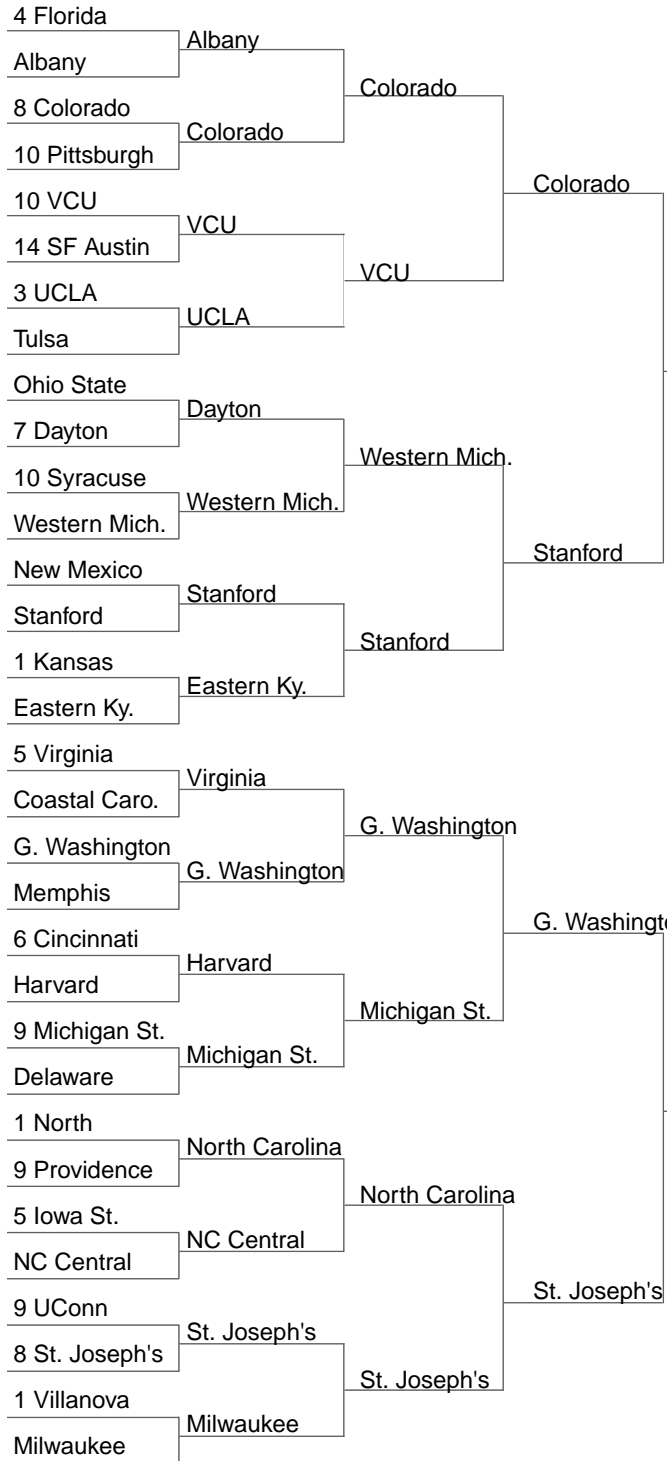 4 Florida
Albany
8 Colorado
10 Pittsburgh
10 VCU
14 SF Austin
3 UCLA
Tulsa
Ohio State
7 Dayton
10 Syracuse
Western Mich.
New Mexico
Stanford
1 Kansas
Eastern Ky.
5 Virginia
Coastal Caro.
G. Washington
Memphis
6 Cincinnati
Harvard
9 Michigan St.
Delaware
1 North
9 Providence
5 Iowa St.
NC Central
9 UConn
8 St. Joseph's
1 Villanova
Milwaukee
Albany
Colorado
VCU
UCLA
Dayton
Western Mich.
Stanford
Eastern Ky.
Virginia
G. Washington
Harvard
Michigan St.
North Carolina
NC Central
St. Joseph's
Milwaukee
Colorado
VCU
Western Mich.
Stanford
G. Washington
Michigan St.
North Carolina
St. Joseph's
Colorado
Stanford
G. Washingt
St. Joseph's